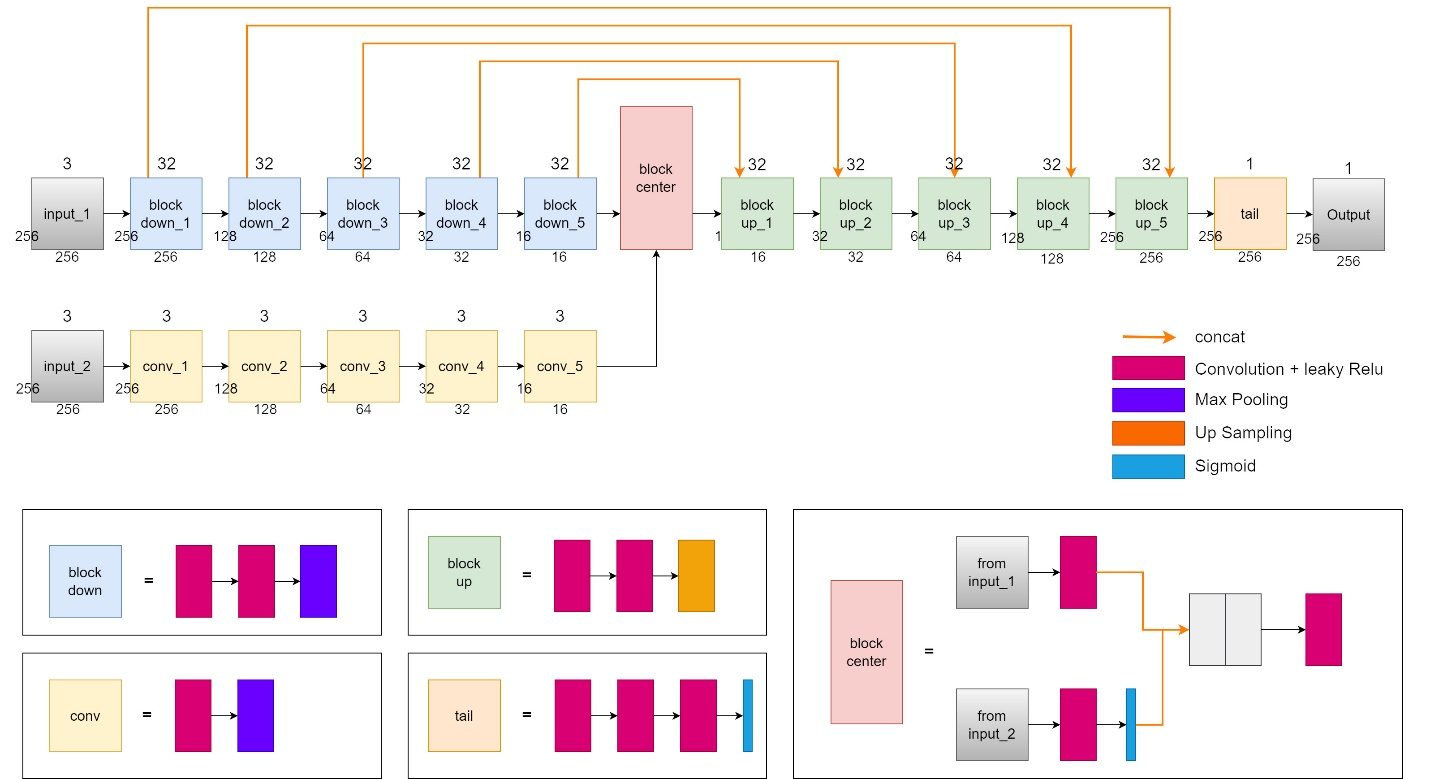 3 32 32 32 32 32 32 32 32 32 32 1 1
input_1
block
down_1
block
down_2
block
down_3
block
down_4
block
down_5
block
center
block
up_1
block
up_2
block
up_3
block
up_4
block
up_5
tail
Output
256 256 128 64 32 16 1 32 64 128 256 256 256
256 256 128 64 32 16 16 32 64 128 256 256 256
3 3 3 3 3 3
input_2 conv_1 conv_2 conv_3 conv_4 conv_5
256 256 128 64 32 16
256 256 128 64 32 16
concat
Convolution + leaky Relu
Max Pooling
Up Sampling
Sigmoid
block
down
=
block
up
=
conv =
tail =
block
center
=
from
input_1
from
input_2